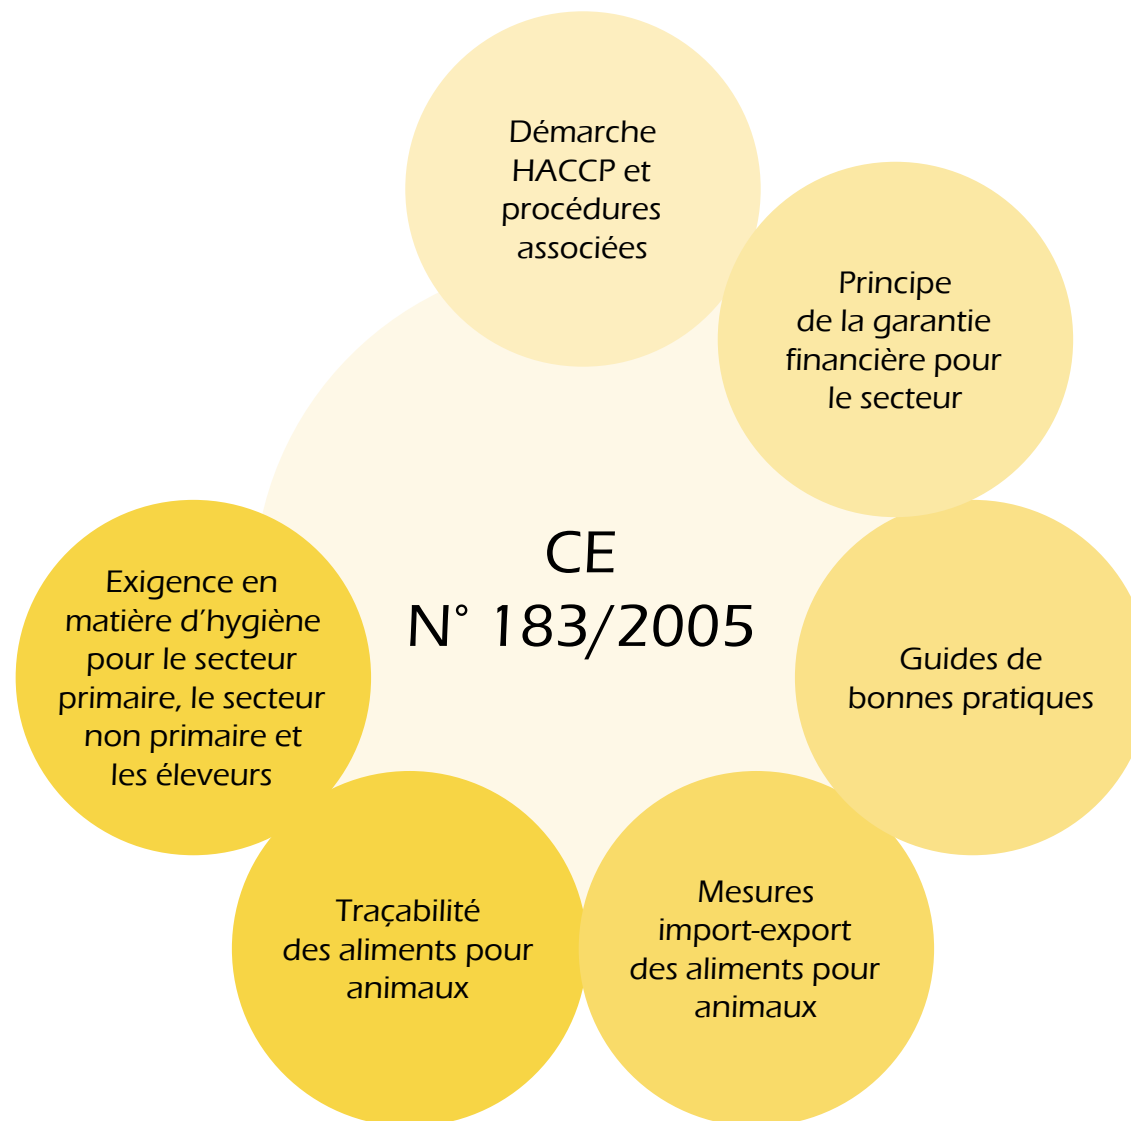 Démarche
HACCP et
procédures
associées
Principe
de la garantie
financière pour
le secteur
CE
N° 183/2005
Exigence en
matière d’hygiène
pour le secteur
primaire, le secteur
non primaire et
les éleveurs
Guides de
bonnes pratiques
Traçabilité
des aliments pour
animaux
Mesures
import-export
des aliments pour
animaux